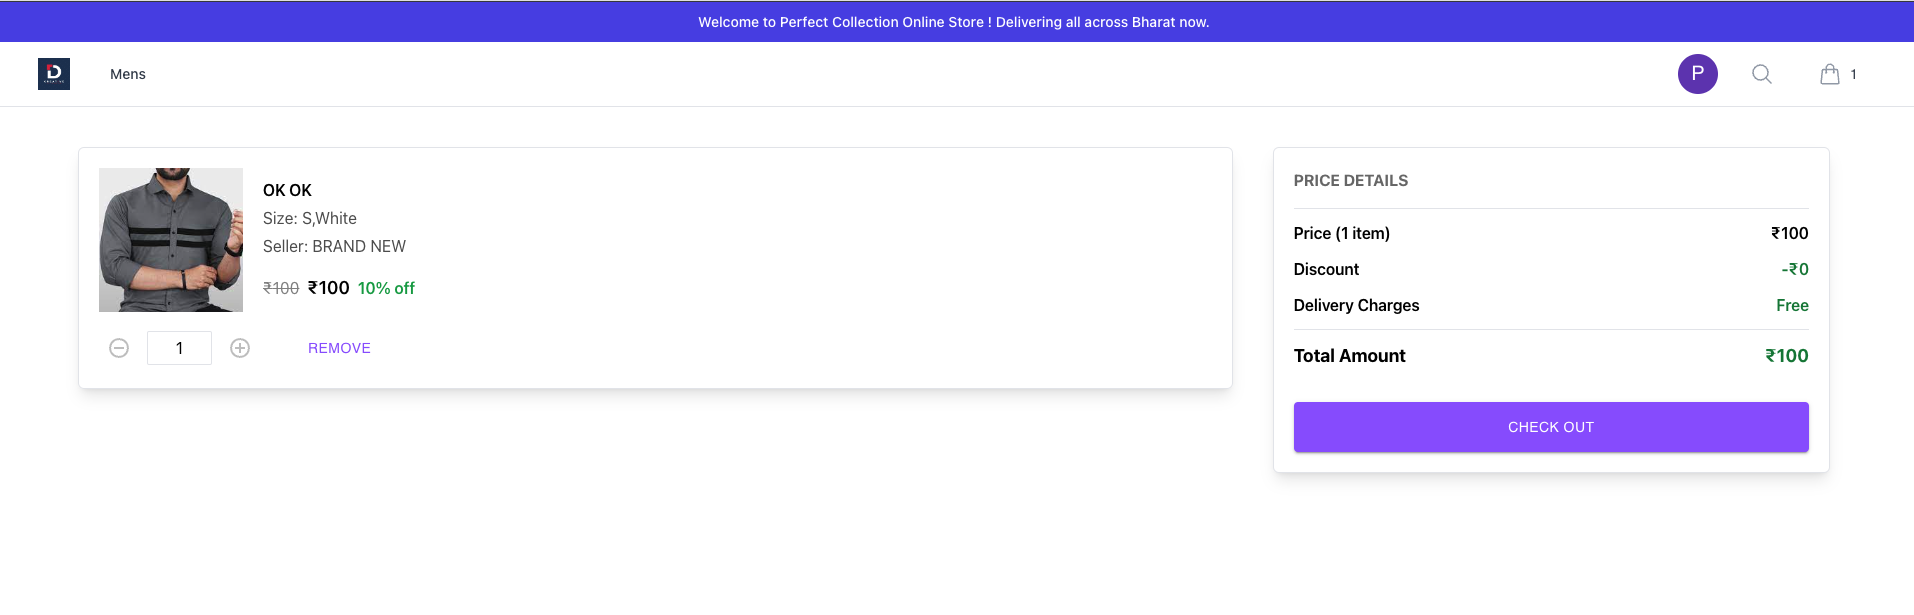 Welcome to Perfect Collection Online Store ! Delivering all across Bharat now.
D
CREATIVE
Mens
P
1
OK OK
Size: S,White
Seller: BRAND NEW
₹100 ₹100 10% off
1
REMOVE
PRICE DETAILS
Price (1 item) ₹100
Discount -₹0
Delivery Charges Free
Total Amount ₹100
CHECK OUT